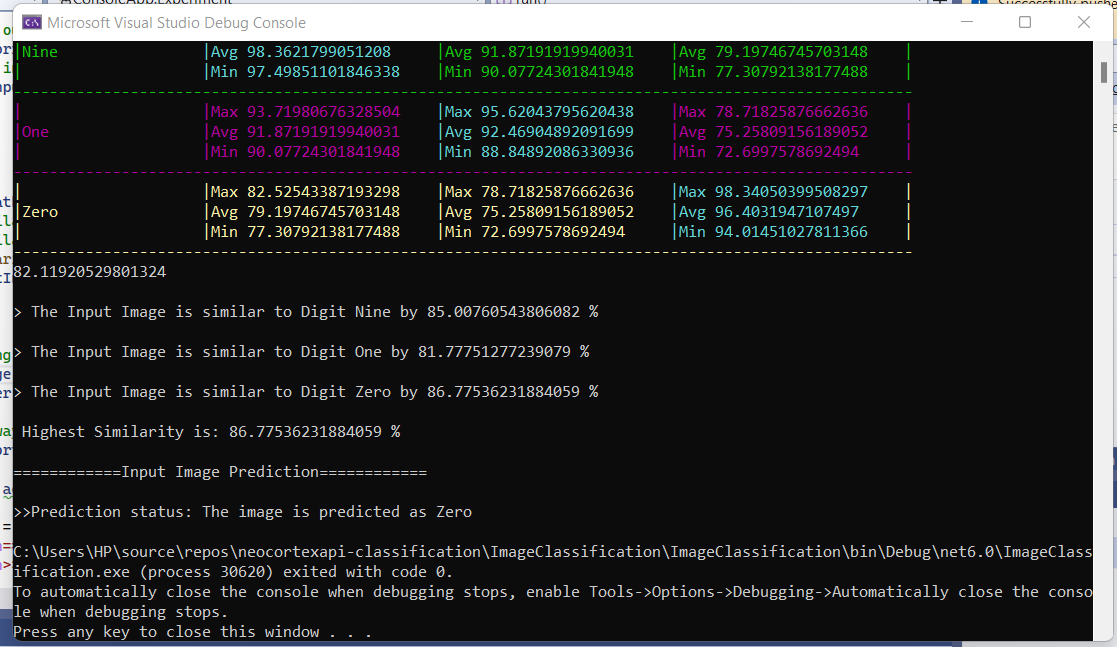 ConsoleApp.Experiment
run()
Successfully pushe
Microsoft Visual Studio Debug Console
|Nine |Avg 98.3621799051208 |Avg 91.87191919940031 |Avg 79.19746745703148 |
| |Min 97.49851101846338 |Min 90.07724301841948 |Min 77.30792138177488 |
----------------------------------------------------------------------------------------------------
| |Max 93.71980676328504 |Max 95.62043795620438 |Max 78.71825876662636 |
|One |Avg 91.87191919940031 |Avg 92.46904892091699 |Avg 75.25809156189052 |
| |Min 90.07724301841948 |Min 88.84892086330936 |Min 72.6997578692494 |
----------------------------------------------------------------------------------------------------
| |Max 82.52543387193298 |Max 78.71825876662636 |Max 98.34050399508297 |
|Zero |Avg 79.19746745703148 |Avg 75.25809156189052 |Avg 96.4031947107497 |
| |Min 77.30792138177488 |Min 72.6997578692494 |Min 94.01451027811366 |
----------------------------------------------------------------------------------------------------
82.11920529801324
> The Input Image is similar to Digit Nine by 85.00760543806082 %
> The Input Image is similar to Digit One by 81.77751277239079 %
> The Input Image is similar to Digit Zero by 86.77536231884059 %
Highest Similarity is: 86.77536231884059 %
============Input Image Prediction============
>>Prediction status: The image is predicted as Zero
C:\Users\HP\source\repos\neocortexapi-classification\ImageClassification\ImageClassification\bin\Debug\net6.0\ImageClass
ification.exe (process 30620) exited with code 0.
To automatically close the console when debugging stops, enable Tools->Options->Debugging->Automatically close the conso
le when debugging stops.
Press any key to close this window . . .